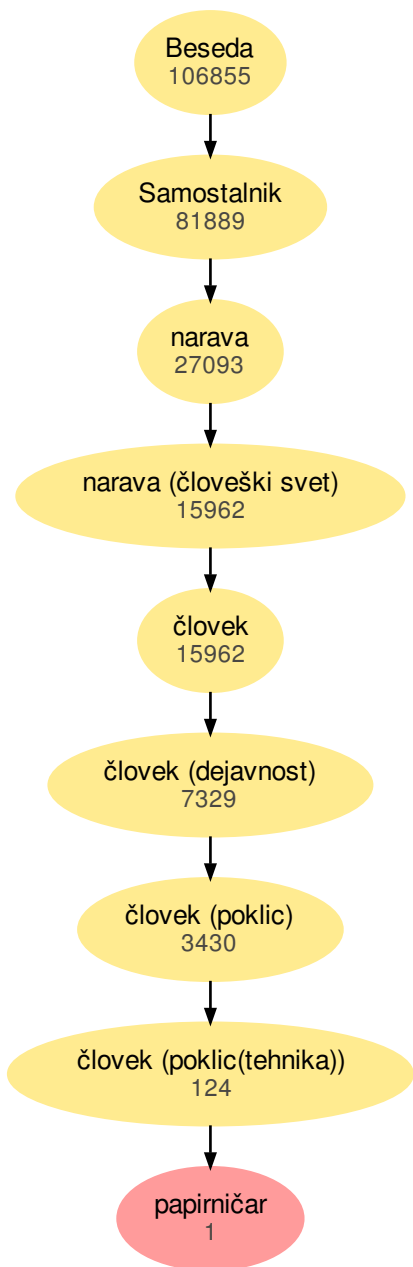 Beseda
106855
Samostalnik
81889
narava
27093
narava (človeški svet)
15962
človek
15962
človek (dejavnost)
7329
človek (poklic)
3430
človek (poklic(tehnika))
124
papirničar
1